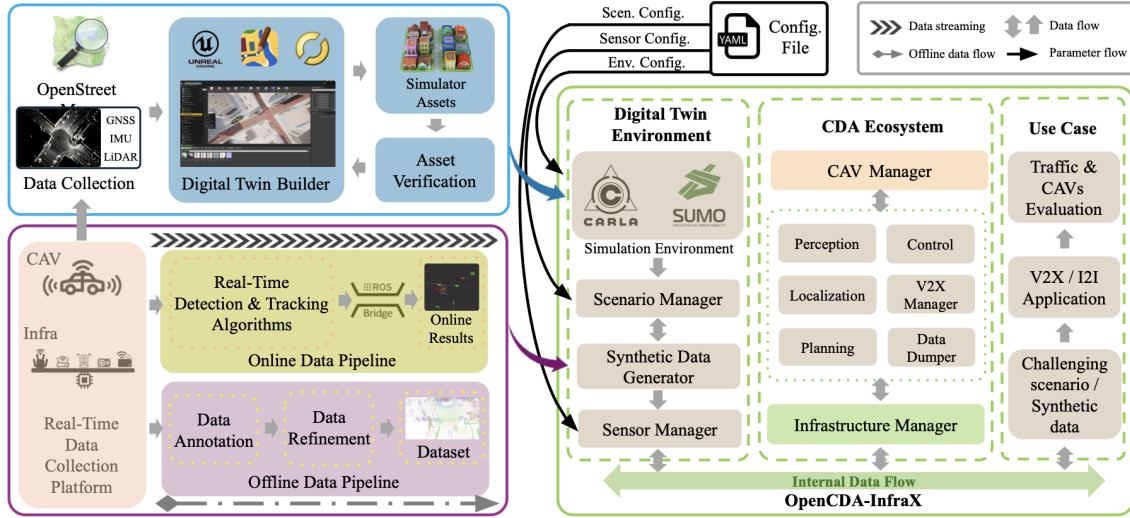 Scen. Config.
Sensor Config.
Env. Config.
YAML
Config.
File
Data streaming
Data flow
Offline data flow
Parameter flow
OpenStreet
GNSS
IMU
LiDAR
Data Collection
UNREAL
ENGINE
Digital Twin Builder
Simulator
Assets
Asset
Verification
CAV
Infra
Real-Time
Data
Collection
Platform
Real-Time
Detection & Tracking
Algorithms
ROS
Bridge
Online
Results
Online Data Pipeline
Data
Annotation
Data
Refinement
Dataset
Offline Data Pipeline
Digital Twin
Environment
CARLA
SUMO
Simulation Environment
Scenario Manager
Synthetic Data
Generator
Sensor Manager
CDA Ecosystem
CAV Manager
Perception
Control
Localization
V2X
Manager
Planning
Data
Dumper
Infrastructure Manager
Use Case
Traffic &
CAVs
Evaluation
V2X / I2I
Application
Challenging
scenario /
Synthetic
data
Internal Data Flow
OpenCDA-InfraX